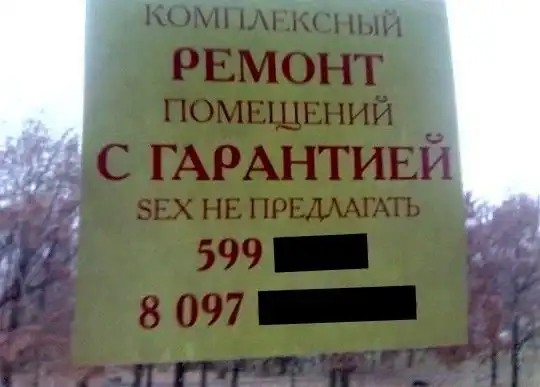 КОМПЛЕКСНЫЙ
РЕМОНТ
ПОМЕЩЕНИЙ
С ГАРАНТИЕЙ
SEX НЕ ПРЕДЛАГАТЬ
599
8 097